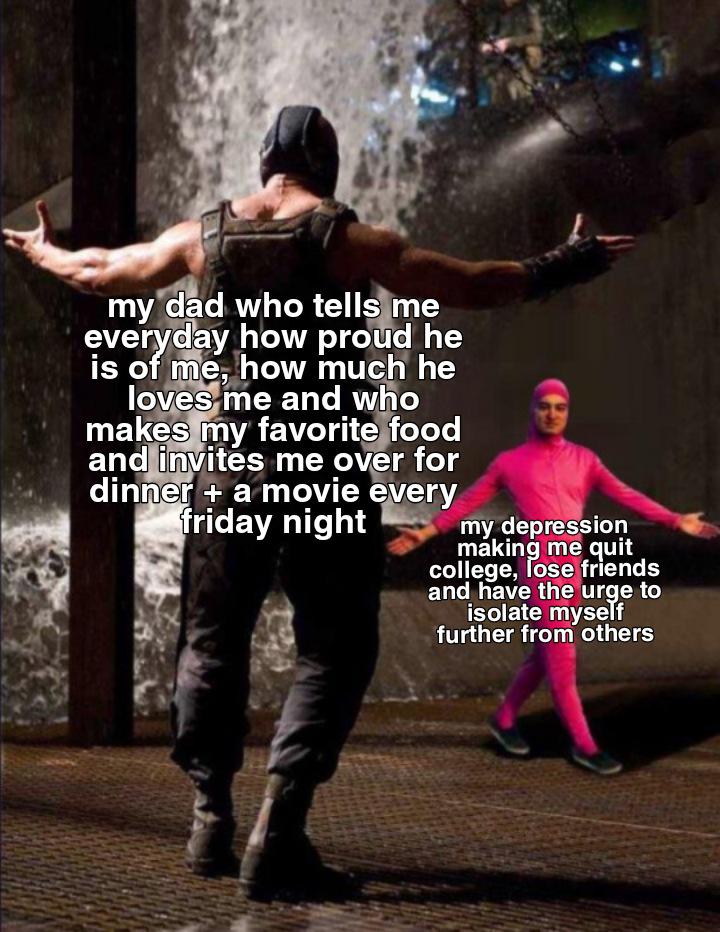 my dad who tells me
everyday how proud he
is of me, how much he
loves me and who
makes my favorite food
and invites me over for
dinner + a movie every
friday night
my depression
making me quit
college, lose friends
and have the urge to
isolate myself
further from others